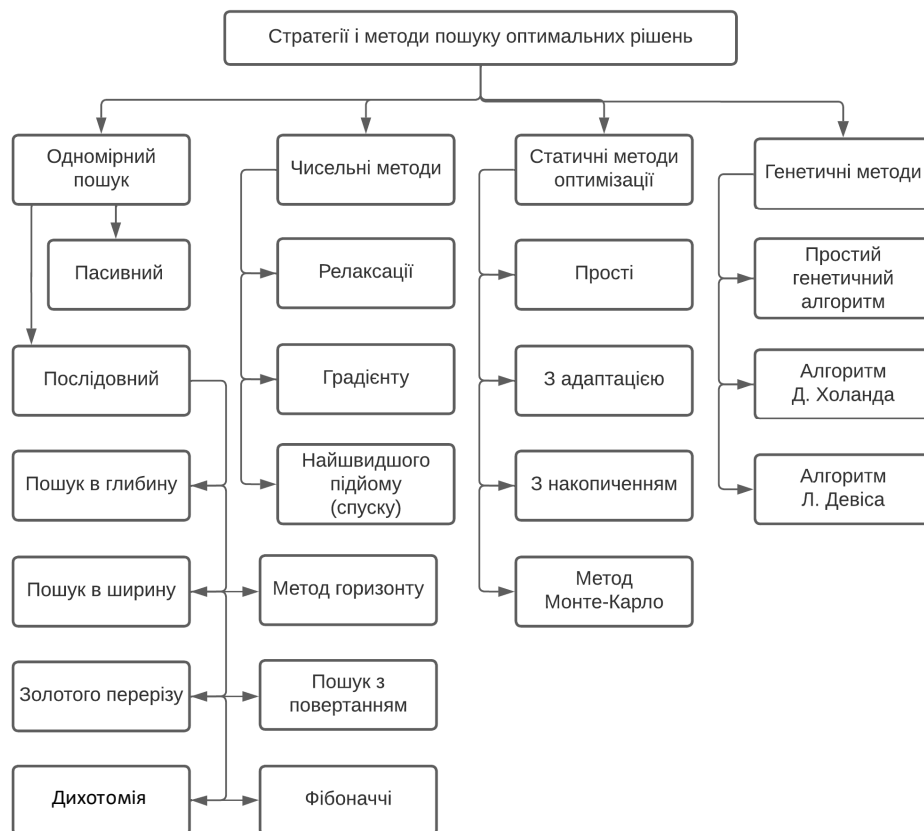 Стратегії і методи пошуку оптимальних рішень
Одномірний
пошук
Чисельні методи
Статичні методи
оптимізації
Генетичні методи
Пасивний
Релаксації
Прості
Простий
генетичний
алгоритм
Послідовний
Градієнту
З адаптацією
Алгоритм
Д. Холанда
Пошук в глибину
Найшвидшого
підйому
(спуску)
З накопиченням
Алгоритм
Л. Девіса
Пошук в ширину
Метод горизонту
Метод
Монте-Карло
Золотого перерізу
Пошук з
повертанням
Дихотомія
Фібоначчі